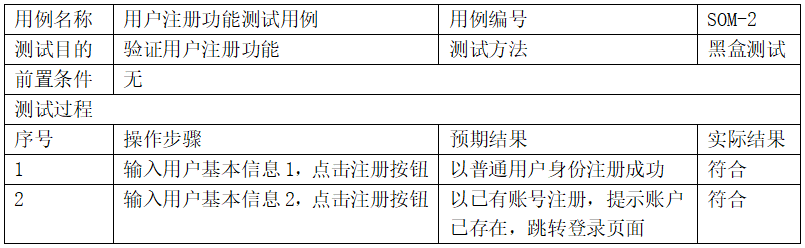 用例名称 用户注册功能测试用例 用例编号 SOM-2
测试目的 验证用户注册功能 测试方法 黑盒测试
前置条件 无
测试过程
序号 操作步骤 预期结果 实际结果
1 输入用户基本信息1，点击注册按钮 以普通用户身份注册成功 符合
2 输入用户基本信息2，点击注册按钮 以已有账号注册，提示账户 符合
已存在，跳转登录页面